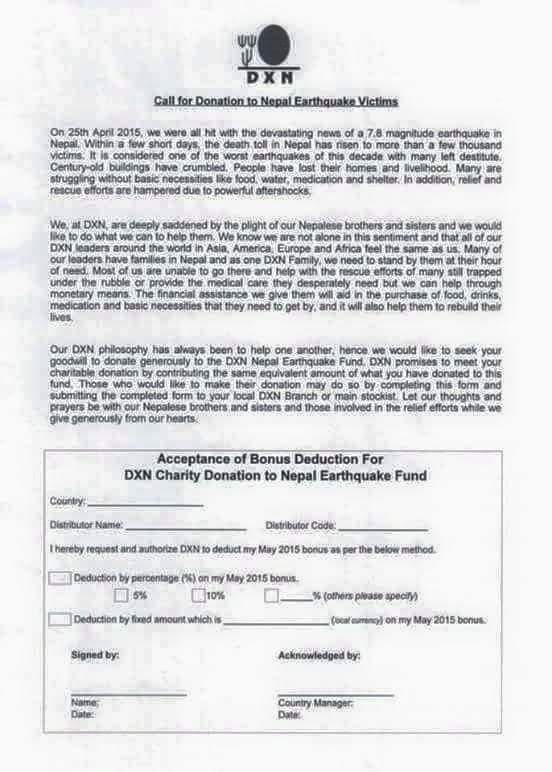 DXN
Call for Donation to Nepal Earthquake Victims
On 25th April 2015, we were all hit with the devastating news of a 7.8 magnitude earthquake in
Nepal. Within a few short days, the death toll in Nepal has risen to more than a few thousand
victims. It is considered one of the worst earthquakes of this decade with many left destitute.
Century-old buildings have crumbled. People have lost their homes and livelihood. Many are
struggling without basic necessities like food, water, medication and shelter. In addition, relief and
rescue efforts are hampered due to powerful aftershocks.
We, at DXN, are deeply saddened by the plight of our Nepalese brothers and sisters and we would
like to do what we can to help them. We know we are not alone in this sentiment and that all of our
DXN leaders around the world in Asia, America, Europe and Africa feel the same as us. Many of
our leaders have families in Nepal and as one DXN Family, we need to stand by them at their hour
of need. Most of us are unable to go there and help with the rescue efforts of many still trapped
under the rubble or provide the medical care they desperately need but we can help through
monetary means. The financial assistance we give them will aid in the purchase of food, drinks,
medication and basic necessities that they need to get by, and it will also help them to rebuild their
lives.
Our DXN philosophy has always been to help one another, hence we would like to seek your
goodwill to donate generously to the DXN Nepal Earthquake Fund. DXN promises to meet your
charitable donation by contributing the same equivalent amount of what you have donated to this
fund. Those who would like to make their donation may do so by completing this form and
submitting the completed form to your local DXN Branch or main stockist. Let our thoughts and
prayers be with our Nepalese brothers and sisters and those involved in the relief efforts while we
give generously from our hearts.
Acceptance of Bonus Deduction For
DXN Charity Donation to Nepal Earthquake Fund
Country:
Distributor Name: Distributor Code:
I hereby request and authorize DXN to deduct my May 2015 bonus as per the below method.
Deduction by percentage (%) on my May 2015 bonus.
5% 10% % (others please specify)
Deduction by fixed amount which is (local currency) on my May 2015 bonus.
Signed by: Acknowledged by:
Name: Country Manager:
Date: Date: